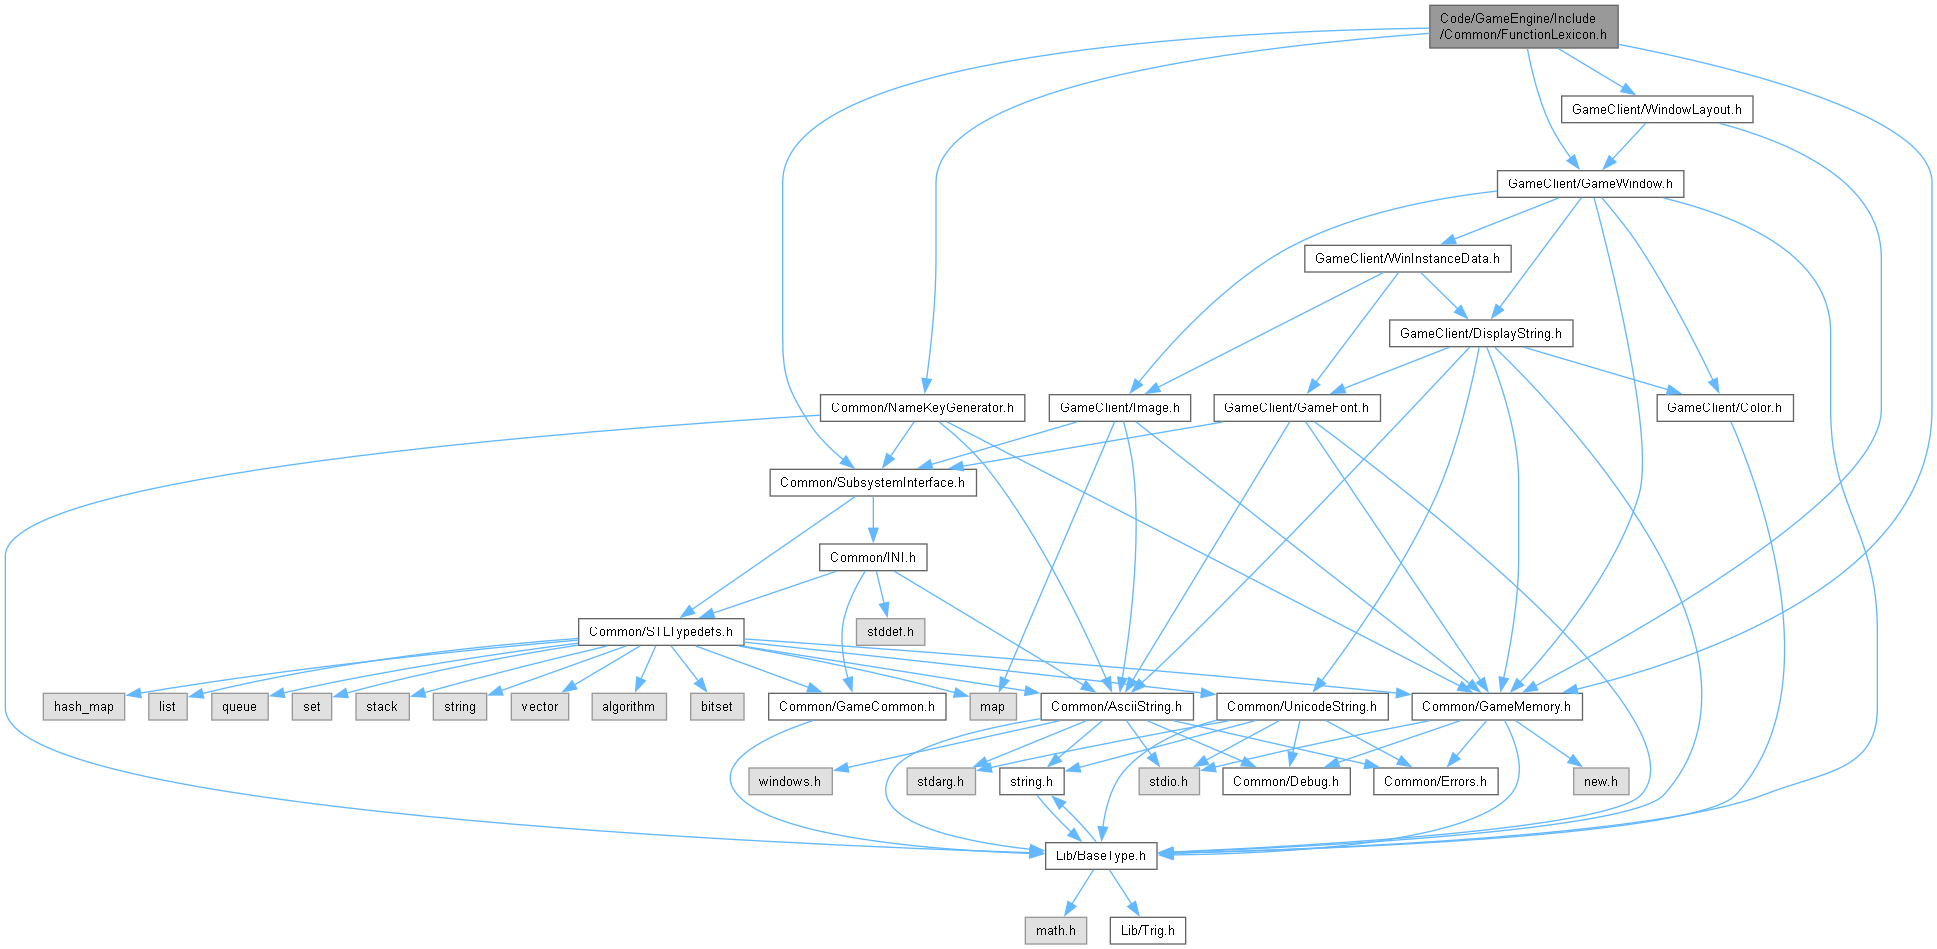 Code/GameEngine/Include
/Common/FunctionLexicon.h
GameClient/WindowLayout.h
GameClient/GameWindow.h
GameClient/WinInstanceData.h
GameClient/DisplayString.h
Common/NameKeyGenerator.h
GameClient/Image.h
GameClient/GameFont.h
GameClient/Color.h
Common/SubsystemInterface.h
Common/INI.h
Common/STLTypedefs.h
stddef.h
hash_map
list
queue
set
stack
string
vector
algorithm
bitset
Common/GameCommon.h
map
Common/AsciiString.h
Common/UnicodeString.h
Common/GameMemory.h
windows.h
stdarg.h
string.h
stdio.h
Common/Debug.h
Common/Errors.h
new.h
Lib/BaseType.h
math.h
Lib/Trig.h